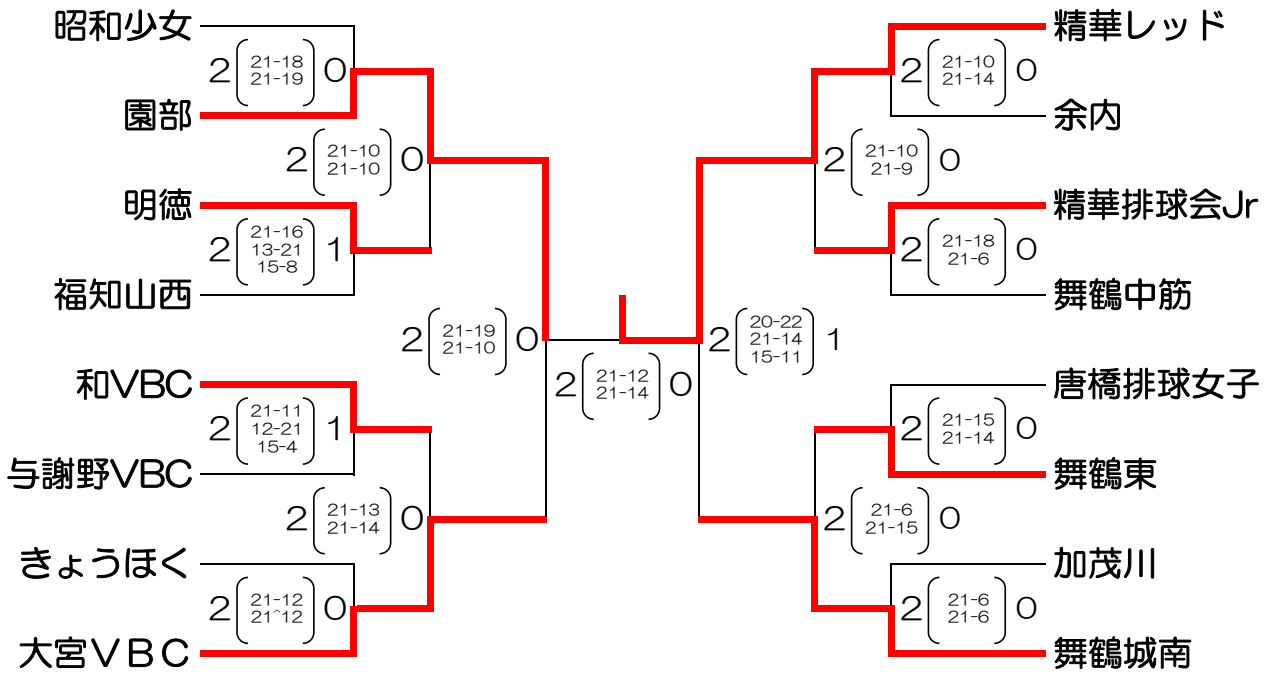 昭和少女
2 21-18 0
21-19
園部
2 21-10 0
21-10
明徳
2 21-16 1
13-21
15-8
福知山西
2 21-19 0
21-10
和VBC
2 21-11 1
12-21
15-4
与謝野VBC
2 21-13 0
21-14
きょうほく
2 21-12 0
21^12
大宮VBC
2 21-12 0
21-14
精華レッド
2 21-10 0
21-14
余内
2 21-10 0
21-9
精華排球会Jr
2 21-18 0
21-6
舞鶴中筋
2 20-22 1
21-14
15-11
唐橋排球女子
2 21-15 0
21-14
舞鶴東
2 21-6 0
21-15
加茂川
2 21-6 0
21-6
舞鶴城南